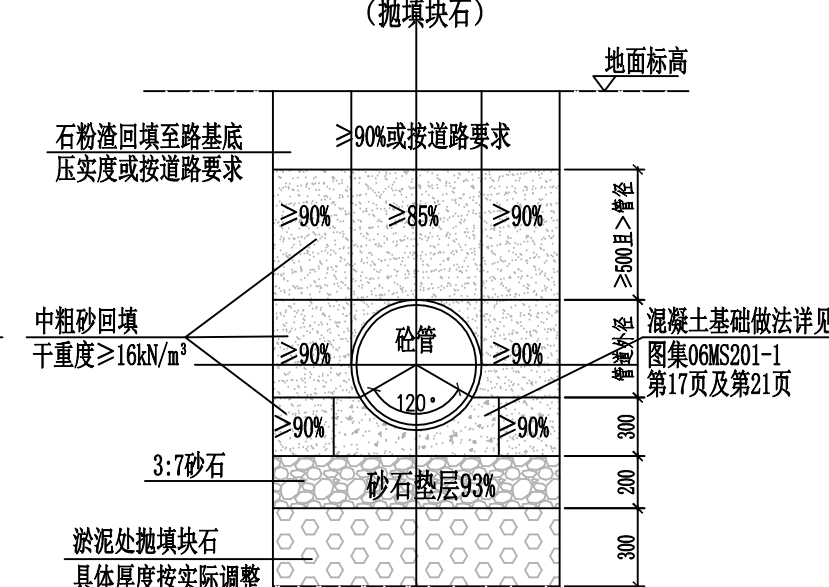 （抛填块石）
地面标高
石粉渣回填至路基底
压实度或按道路要求
≥90%或按道路要求
≥90%
≥85%
≥90%
≥500且>管径
中粗砂回填
干重度≥16kN/m³
≥90%
砼管
≥90%
管道外径
混凝土基础做法详见
图集06MS201-1
第17页及第21页
120°
≥90%
≥90%
300
3:7砂石
砂石垫层93%
200
淤泥处抛填块石
具体厚度按实际调整
300